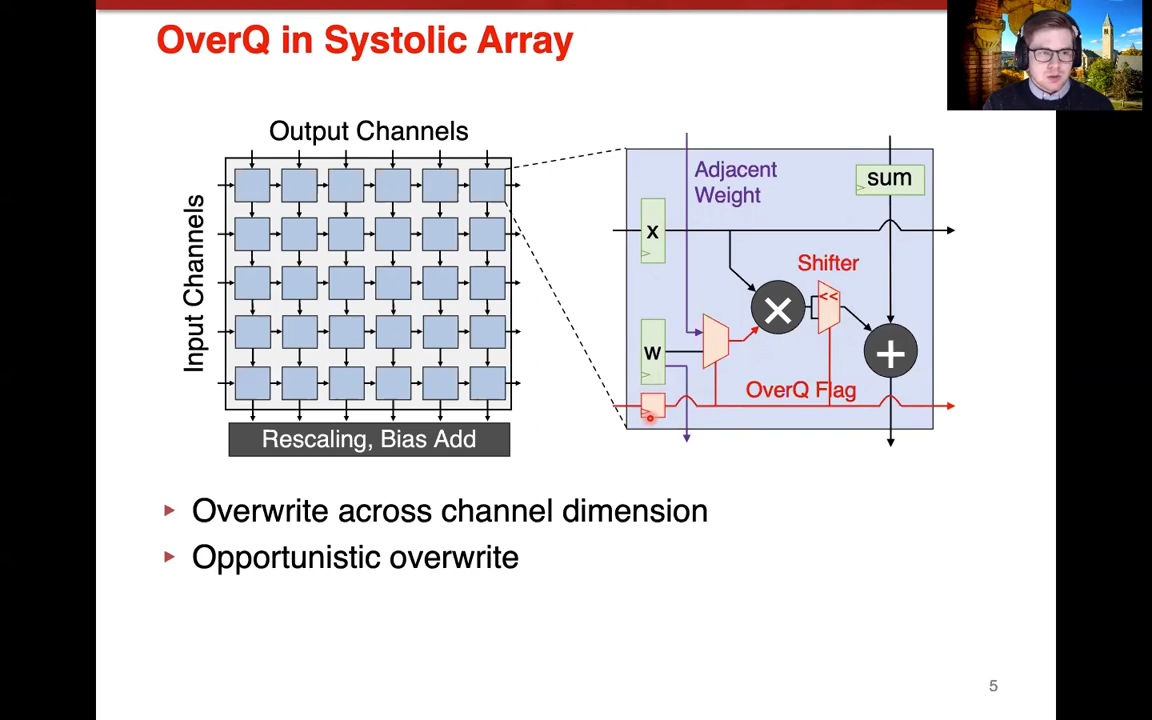 OverQ in Systolic Array
Output Channels
Input Channels
Rescaling, Bias Add
Adjacent
Weight
sum
X
Shifter
<<
×
W
+
OverQ Flag
Overwrite across channel dimension
Opportunistic overwrite
5